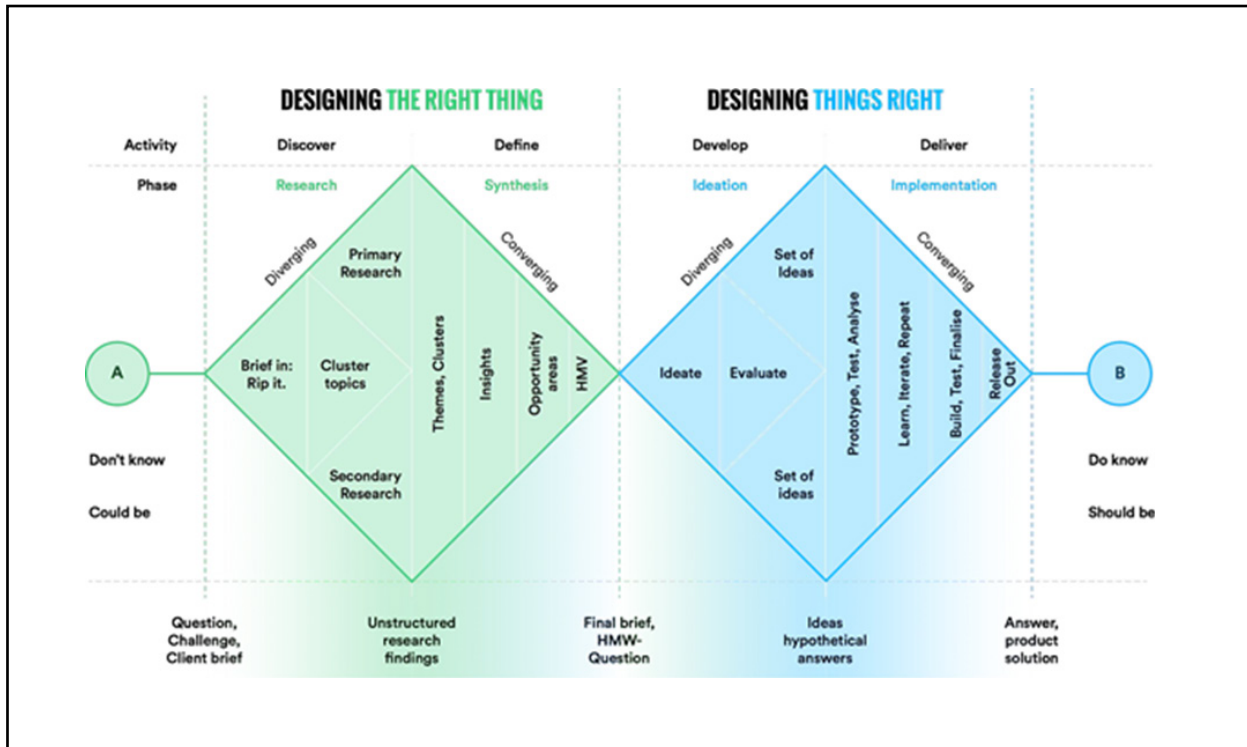 DESIGNING THE RIGHT THING
DESIGNING THINGS RIGHT
Activity
Discover
Define
Develop
Deliver
Phase
Research
Synthesis
Ideation
Implementation
Diverging
Primary
Research
Converging
Diverging
Set of
Ideas
Converging
A
Brief in:
Rip it.
Cluster
topics
Themes, Clusters
Insights
Opportunity
areas
HMV
Ideate
Evaluate
Prototype, Test, Analyse
Learn, Iterate, Repeat
Build, Test, Finalise
Release
Out
B
Don't know
Could be
Secondary
Research
Set of
ideas
Do know
Should be
Question,
Challenge,
Client brief
Unstructured
research
findings
Final brief,
HMW-
Question
Ideas
hypothetical
answers
Answer,
product
solution